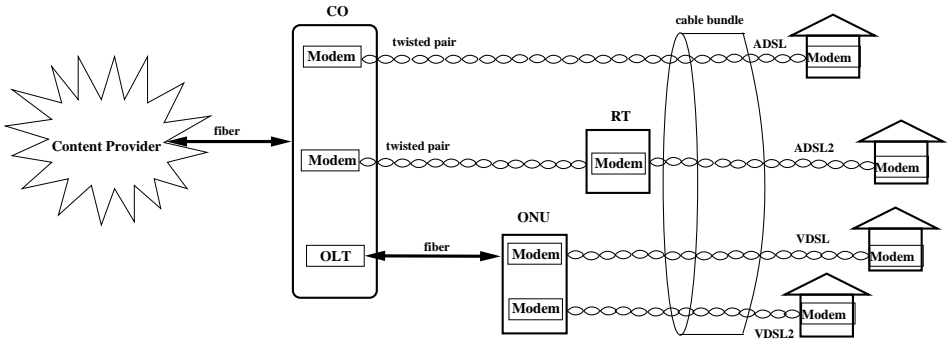 CO
cable bundle
Modem
twisted pair
ADSL
Modem
RT
fiber
Content Provider
Modem
twisted pair
Modem
ADSL2
Modem
ONU
OLT
fiber
Modem
VDSL
Modem
Modem
VDSL2
Modem